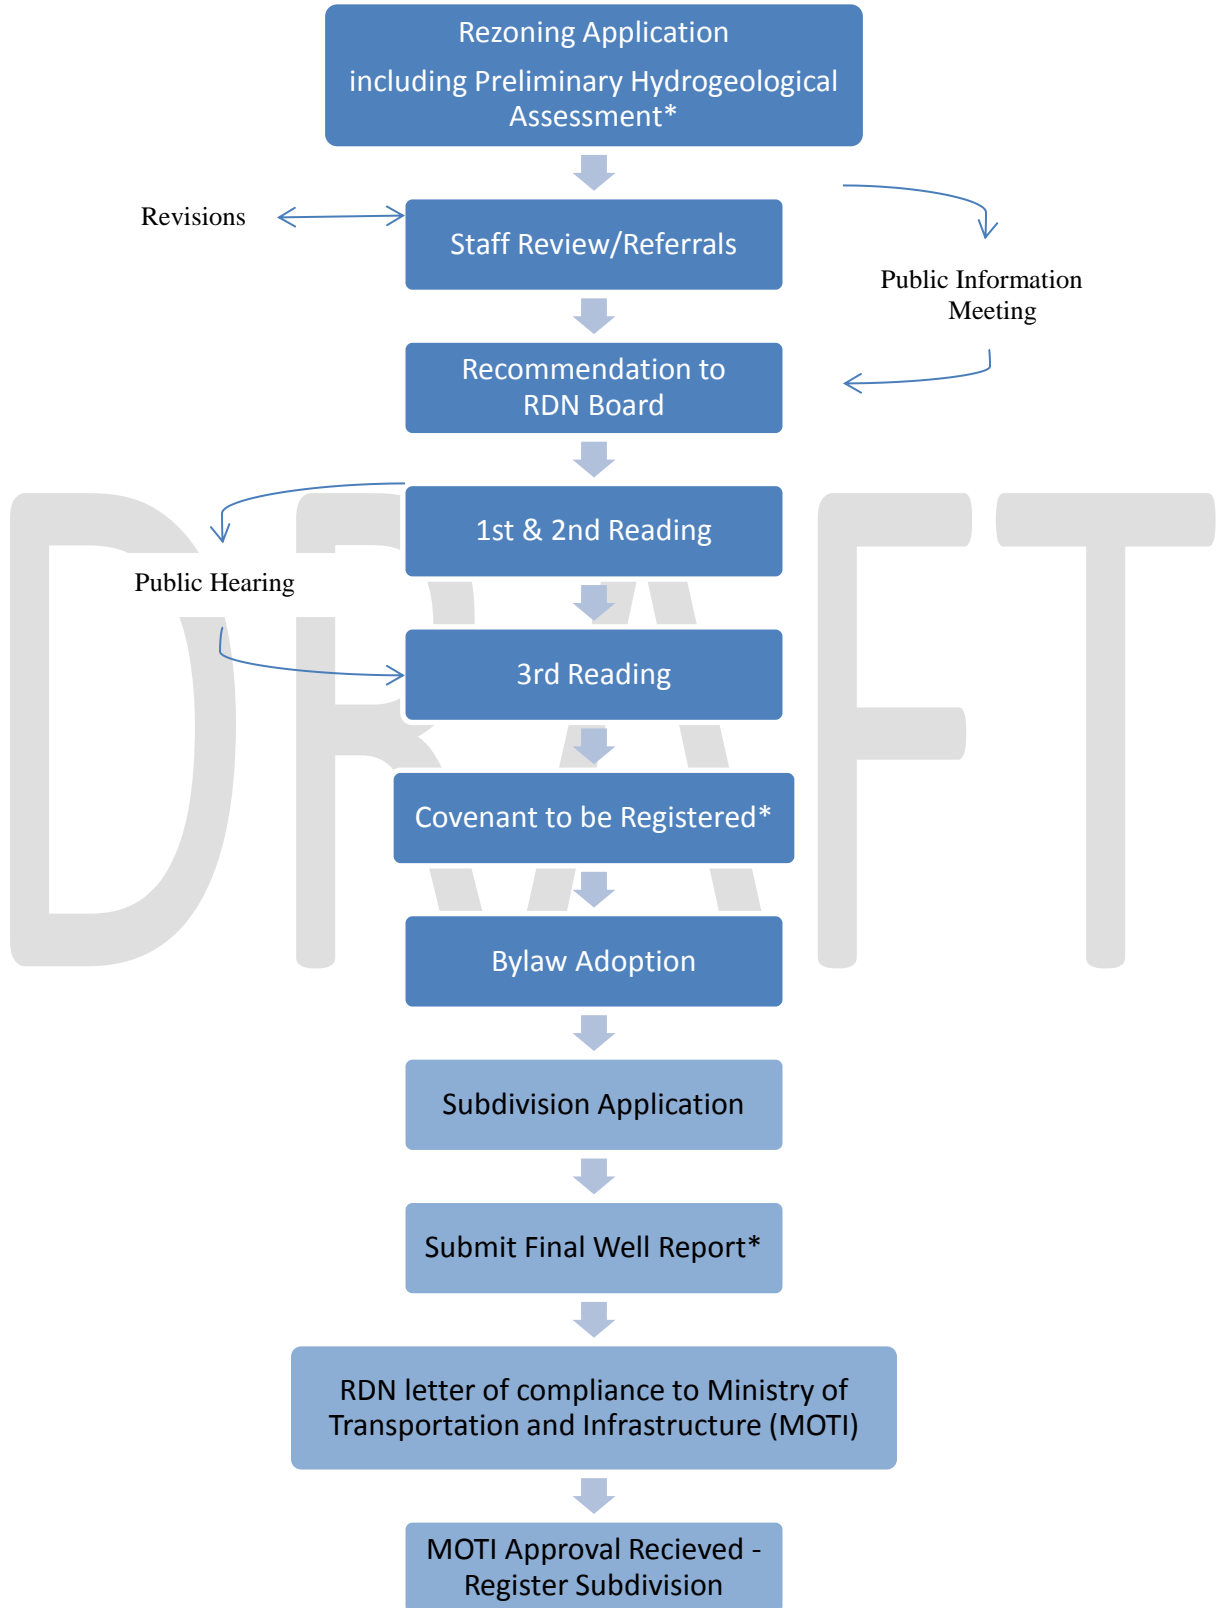 Rezoning Application
including Preliminary Hydrogeological
Assessment*
Revisions
Staff Review/Referrals
Public Information
Meeting
Recommendation to
RDN Board
1st & 2nd Reading
Public Hearing
3rd Reading
DRAFT
Covenant to be Registered*
Bylaw Adoption
Subdivision Application
Submit Final Well Report*
RDN letter of compliance to Ministry of
Transportation and Infrastructure (MOTI)
MOTI Approval Recieved -
Register Subdivision